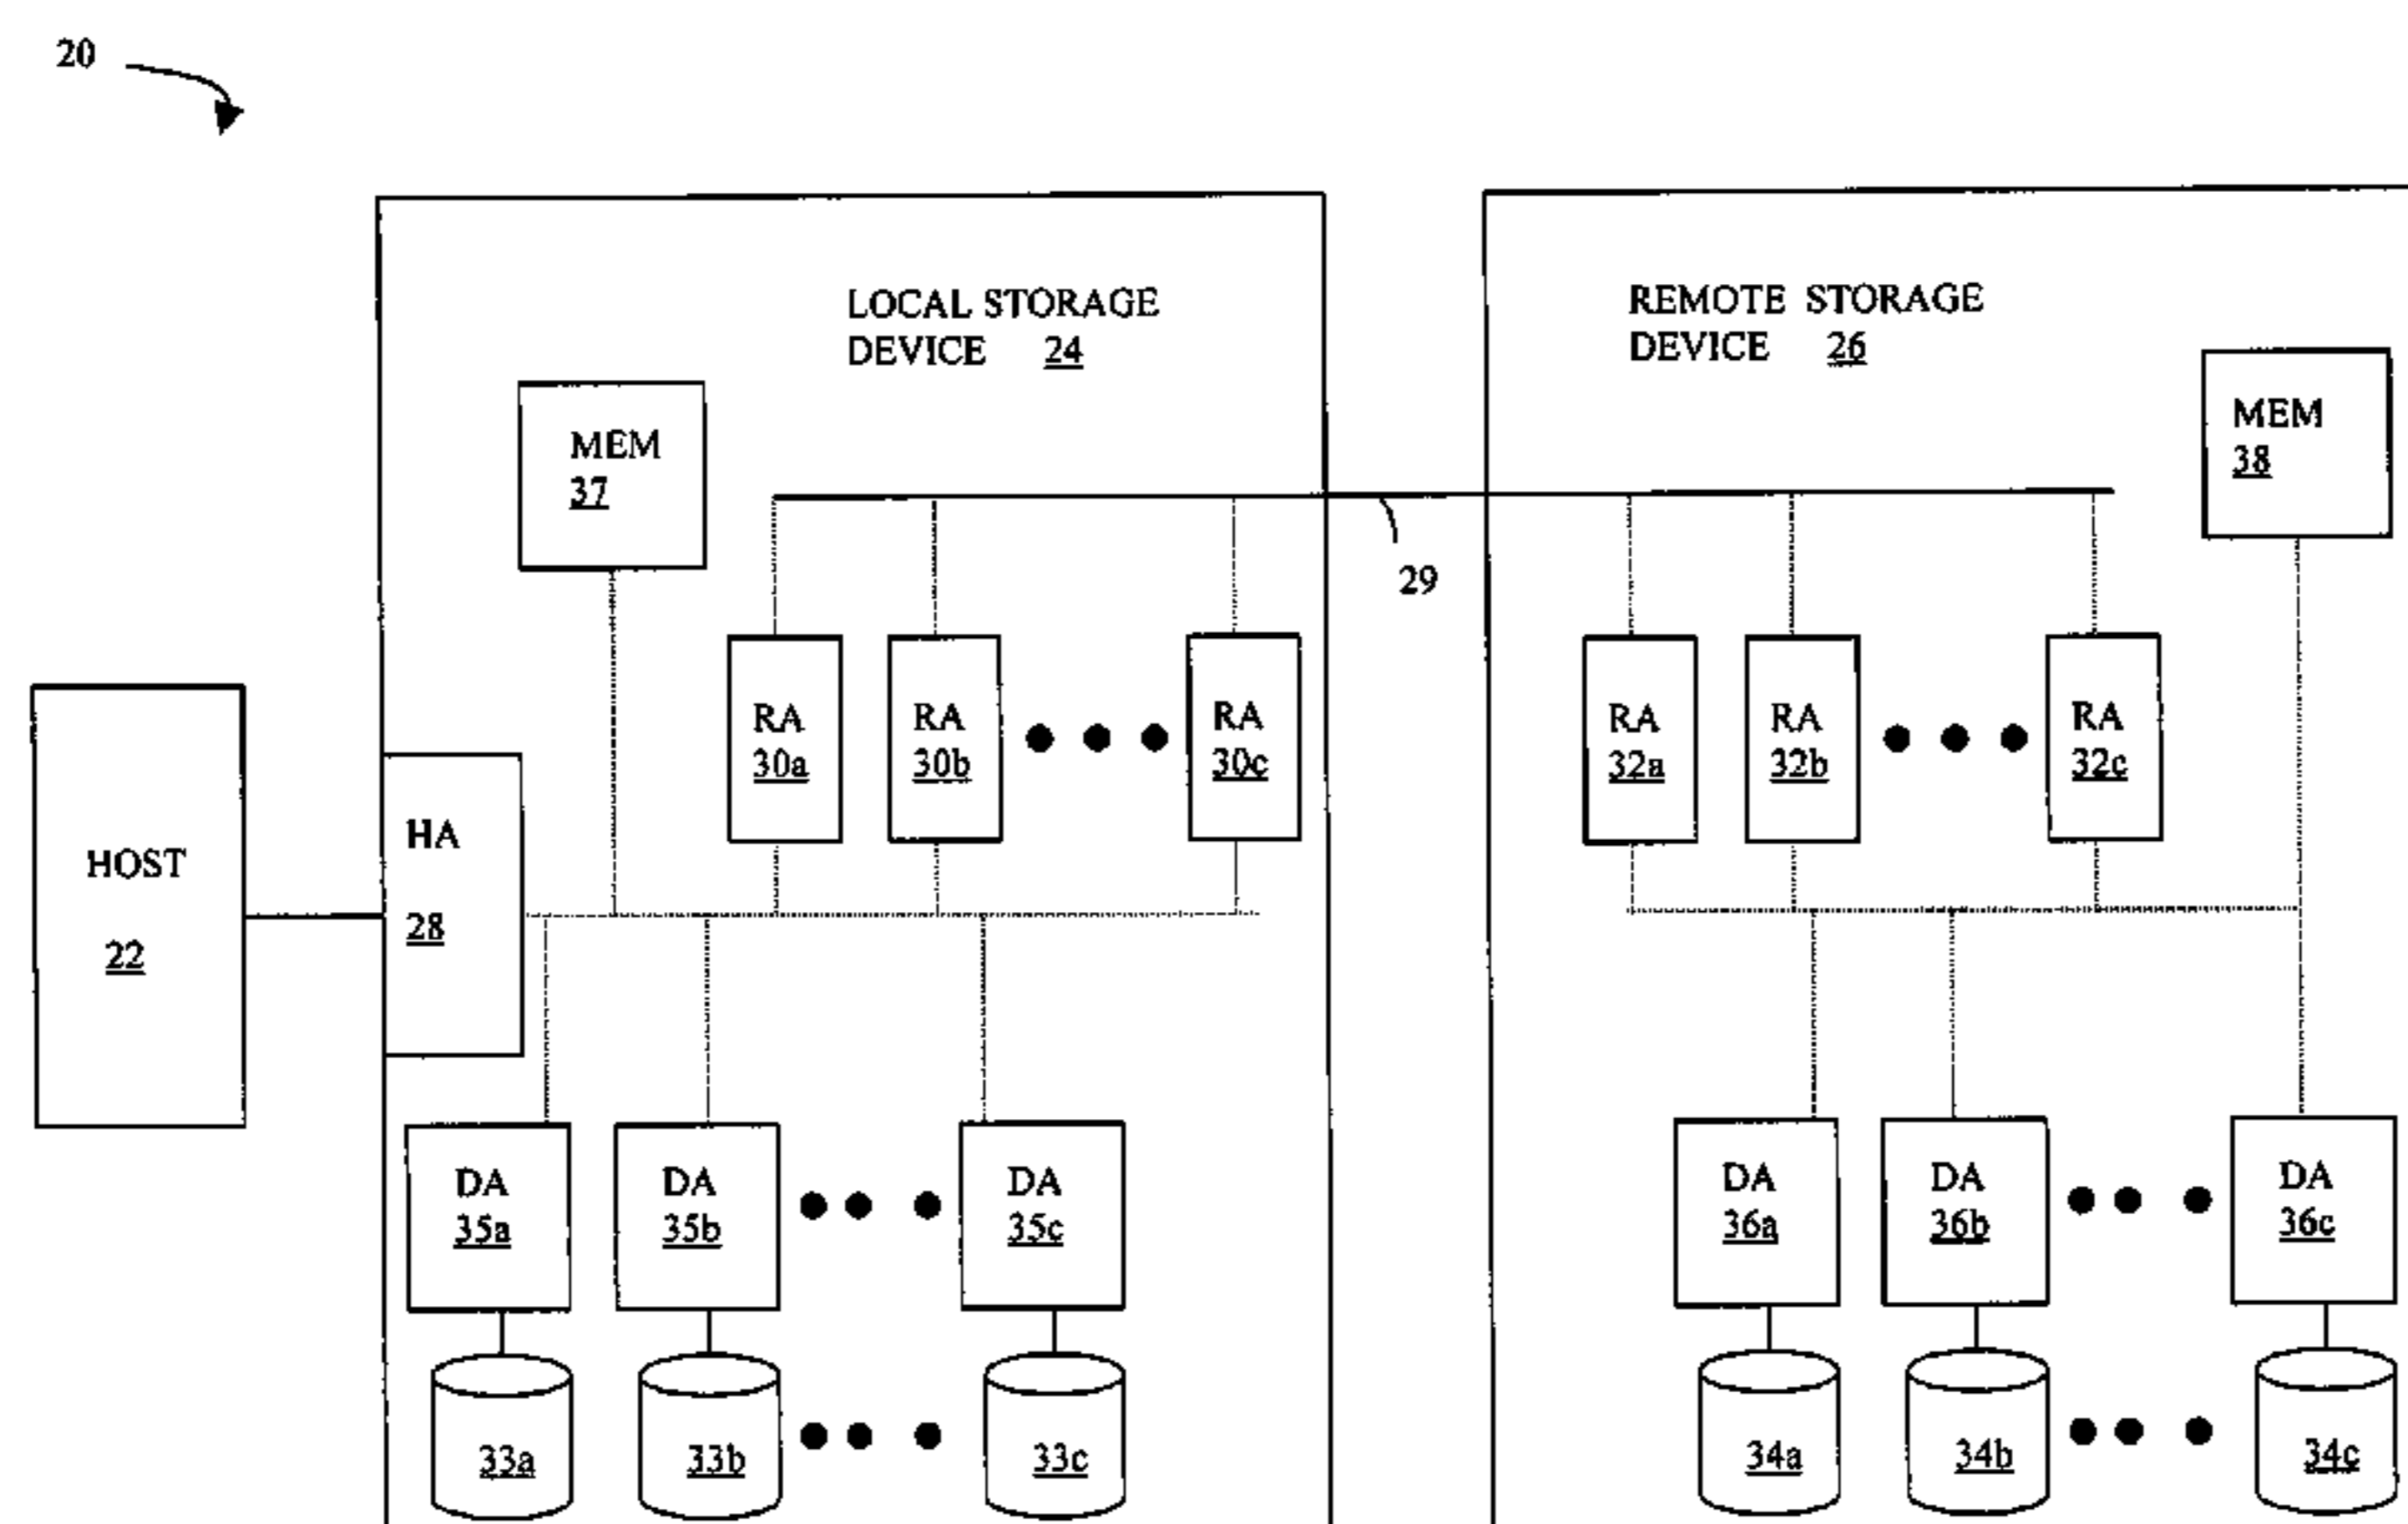 20
LOCAL STORAGE
DEVICE 24
REMOTE STORAGE
DEVICE 26
MEM
37
MEM
38
29
RA
30a
RA
30b
RA
30c
RA
32a
RA
32b
RA
32c
HOST
22
HA
28
DA
35a
DA
35b
DA
35c
DA
36a
DA
36b
DA
36c
33a
33b
33c
34a
34b
34c